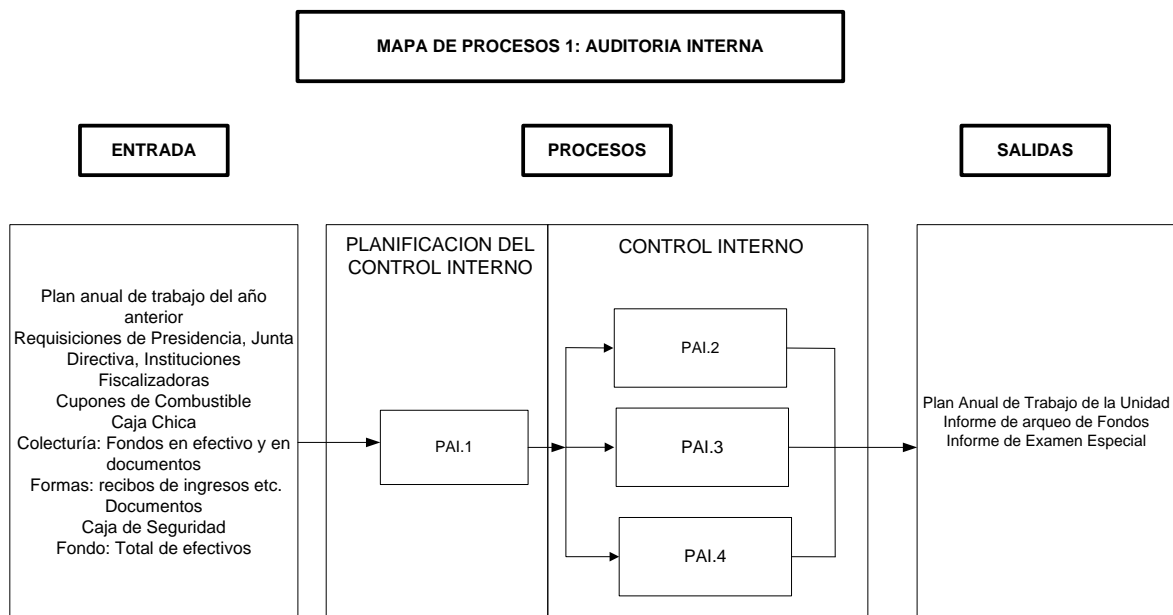 MAPA DE PROCESOS 1: AUDITORIA INTERNA
ENTRADA
PROCESOS
SALIDAS
Plan anual de trabajo del año
anterior
Requisiciones de Presidencia, Junta
Directiva, Instituciones
Fiscalizadoras
Cupones de Combustible
Caja Chica
Colecturía: Fondos en efectivo y en
documentos
Formas: recibos de ingresos etc.
Documentos
Caja de Seguridad
Fondo: Total de efectivos
PLANIFICACION DEL
CONTROL INTERNO
PAI.1
CONTROL INTERNO
PAI.2
PAI.3
PAI.4
Plan Anual de Trabajo de la Unidad
Informe de arqueo de Fondos
Informe de Examen Especial